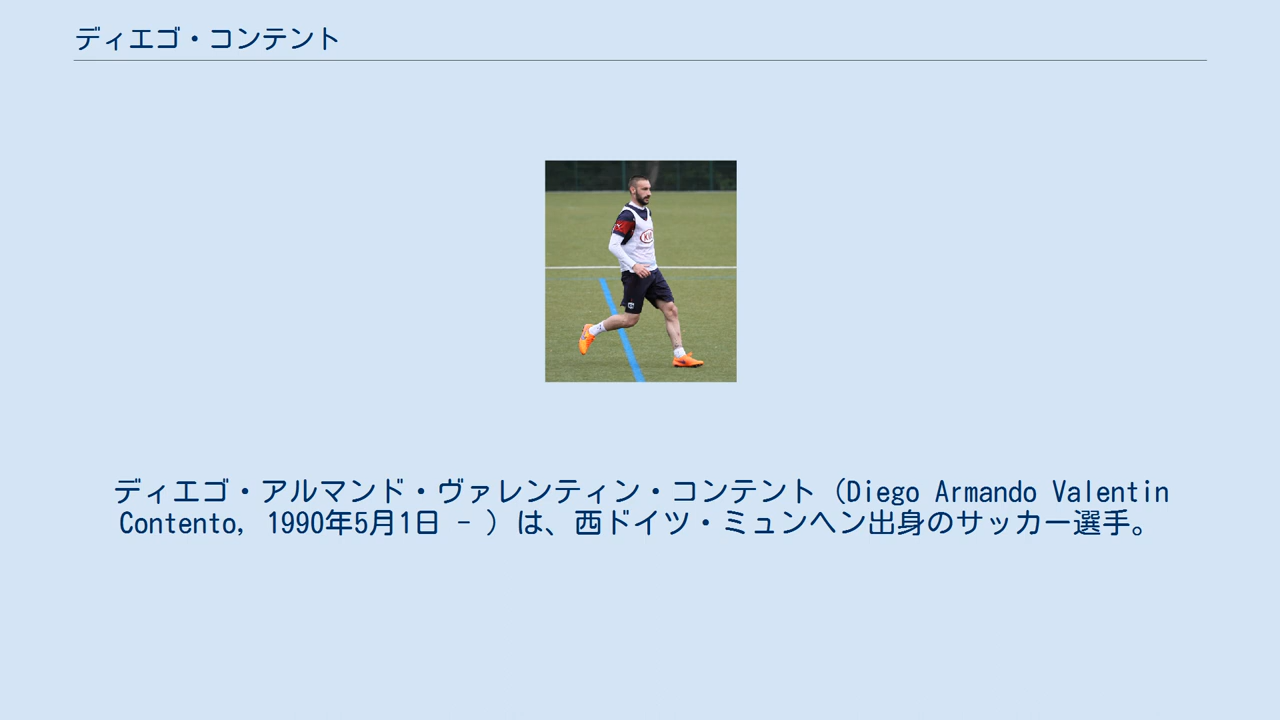 ディエゴ・コンテント
ディエゴ・アルマンド・ヴァレンティン・コンテント（Diego Armando Valentin
Contento, 1990年5月1日 - ）は、西ドイツ・ミュンヘン出身のサッカー選手。